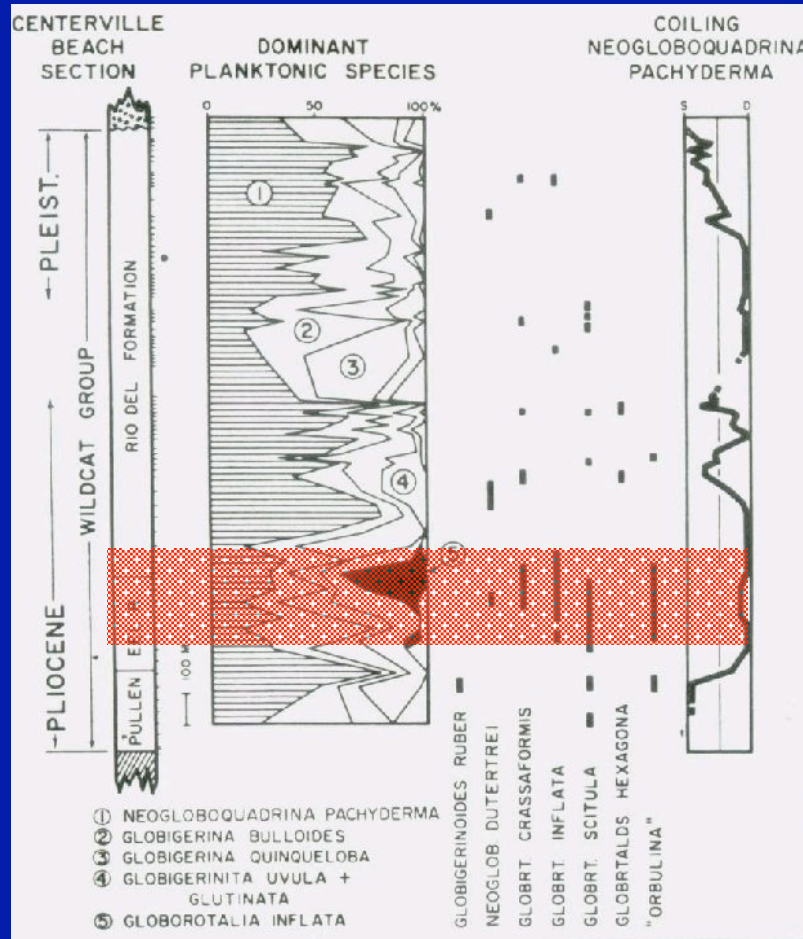 CENTERVILLE
BEACH
SECTION
DOMINANT
PLANKTONIC SPECIES
COILING
NEOGLOBOQUADRINA
PACHYDERMA
0 50 100%
S D
PLEIST.
PLIOCENE
WILDCAT GROUP
RIO DEL FORMATION
EEL R.
"PULLEN
100 M
1
2
3
4
5
① NEOGLOBOQUADRINA PACHYDERMA
② GLOBIGERINA BULLOIDES
③ GLOBIGERINA QUINQUELOBA
④ GLOBIGERINITA UVULA +
GLUTINATA
⑤ GLOBOROTALIA INFLATA
GLOBIGERINOIDES RUBER
NEOGLOB DUTERTREI
GLOBRT. CRASSAFORMIS
GLOBRT. INFLATA
GLOBRT. SCITULA
GLOBRTALDS HEXAGONA
"ORBULINA"